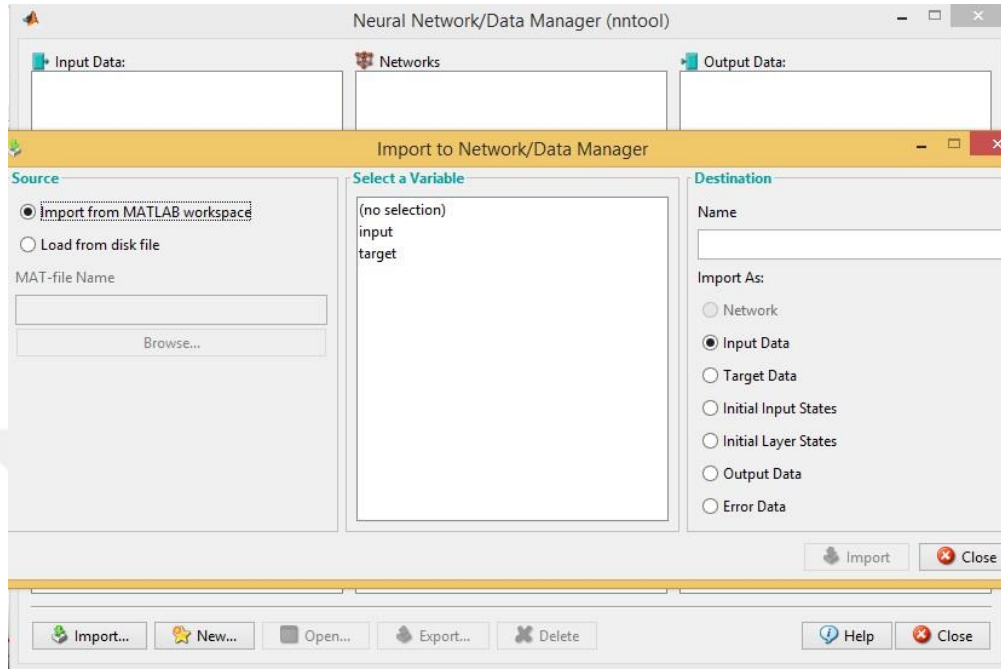 Neural Network/Data Manager (nntool)
Input Data:
Networks
Output Data:
Import to Network/Data Manager
Source
Import from MATLAB workspace
Load from disk file
MAT-file Name
Browse...
Select a Variable
(no selection)
input
target
Destination
Name
Import As:
Network
Input Data
Target Data
Initial Input States
Initial Layer States
Output Data
Error Data
Import
Close
Import...
New...
Open...
Export...
Delete
Help
Close